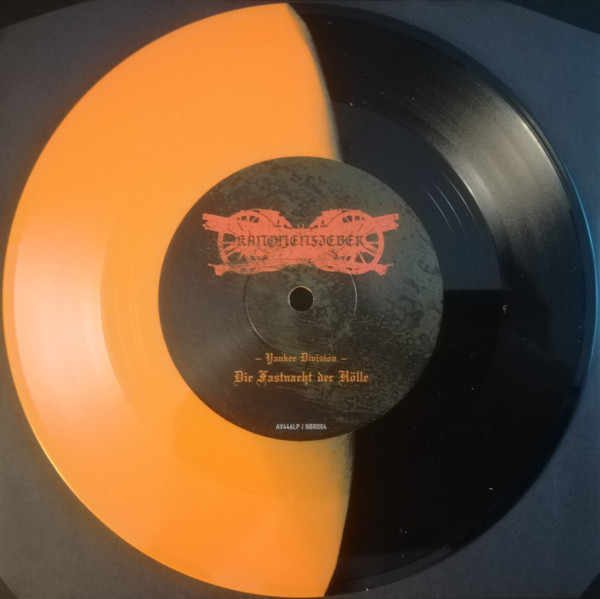 KANONENFIEBER
– Yankee Division –
Die Fastnacht der Hölle
AV446LP / NBR004